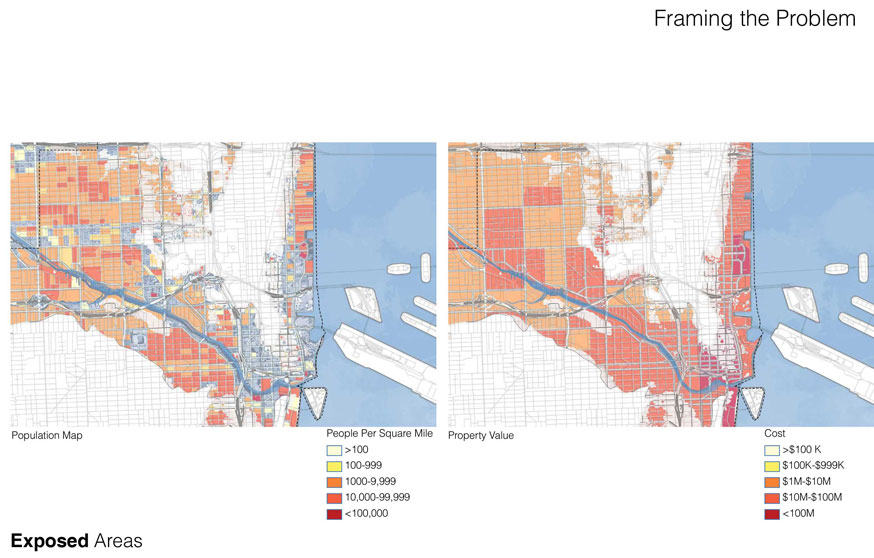 Framing the Problem
Population Map
People Per Square Mile
>100
100-999
1000-9,999
10,000-99,999
<100,000
Property Value
Cost
>$100 K
$100K-$999K
$1M-$10M
$10M-$100M
<100M
Exposed Areas